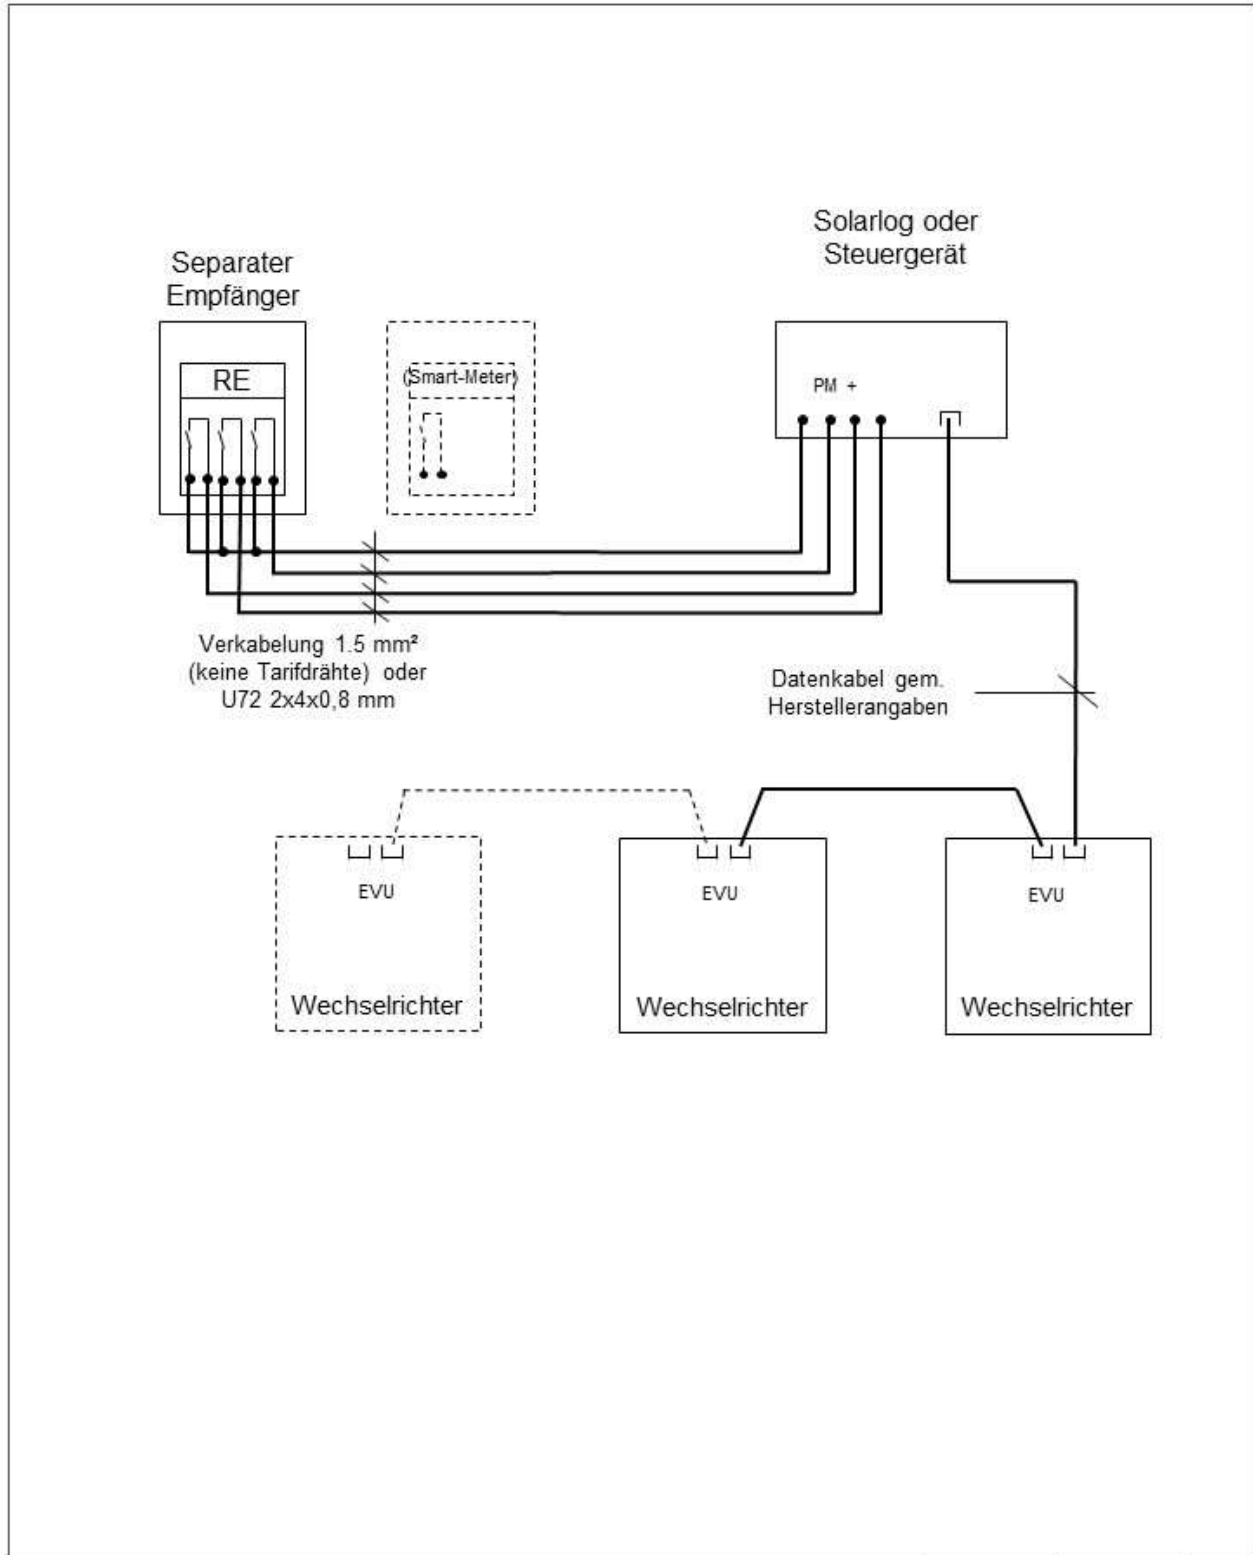 Solarlog oder
Steuergerät
Separater
Empfänger
RE
(Smart-Meter)
PM +
Verkabelung 1.5 mm²
(keine Tarifdrähte) oder
U72 2x4x0,8 mm
Datenkabel gem.
Herstellerangaben
EVU
EVU
EVU
Wechselrichter
Wechselrichter
Wechselrichter